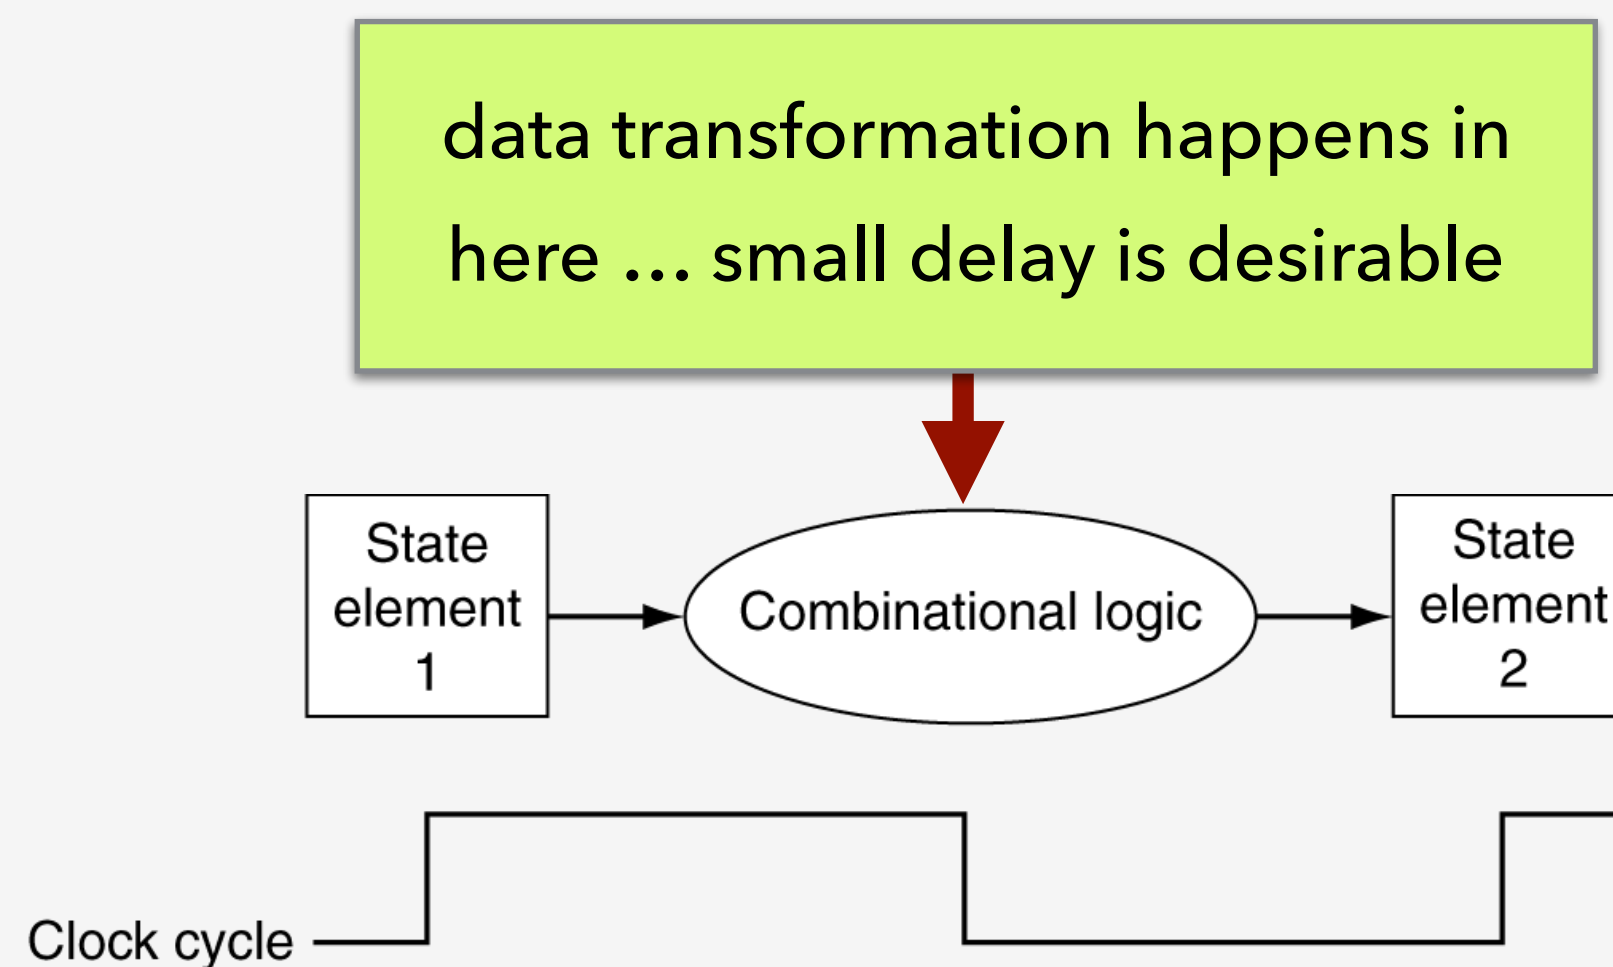 data transformation happens in
here … small delay is desirable
State
element
1
Combinational logic
State
element
2
Clock cycle